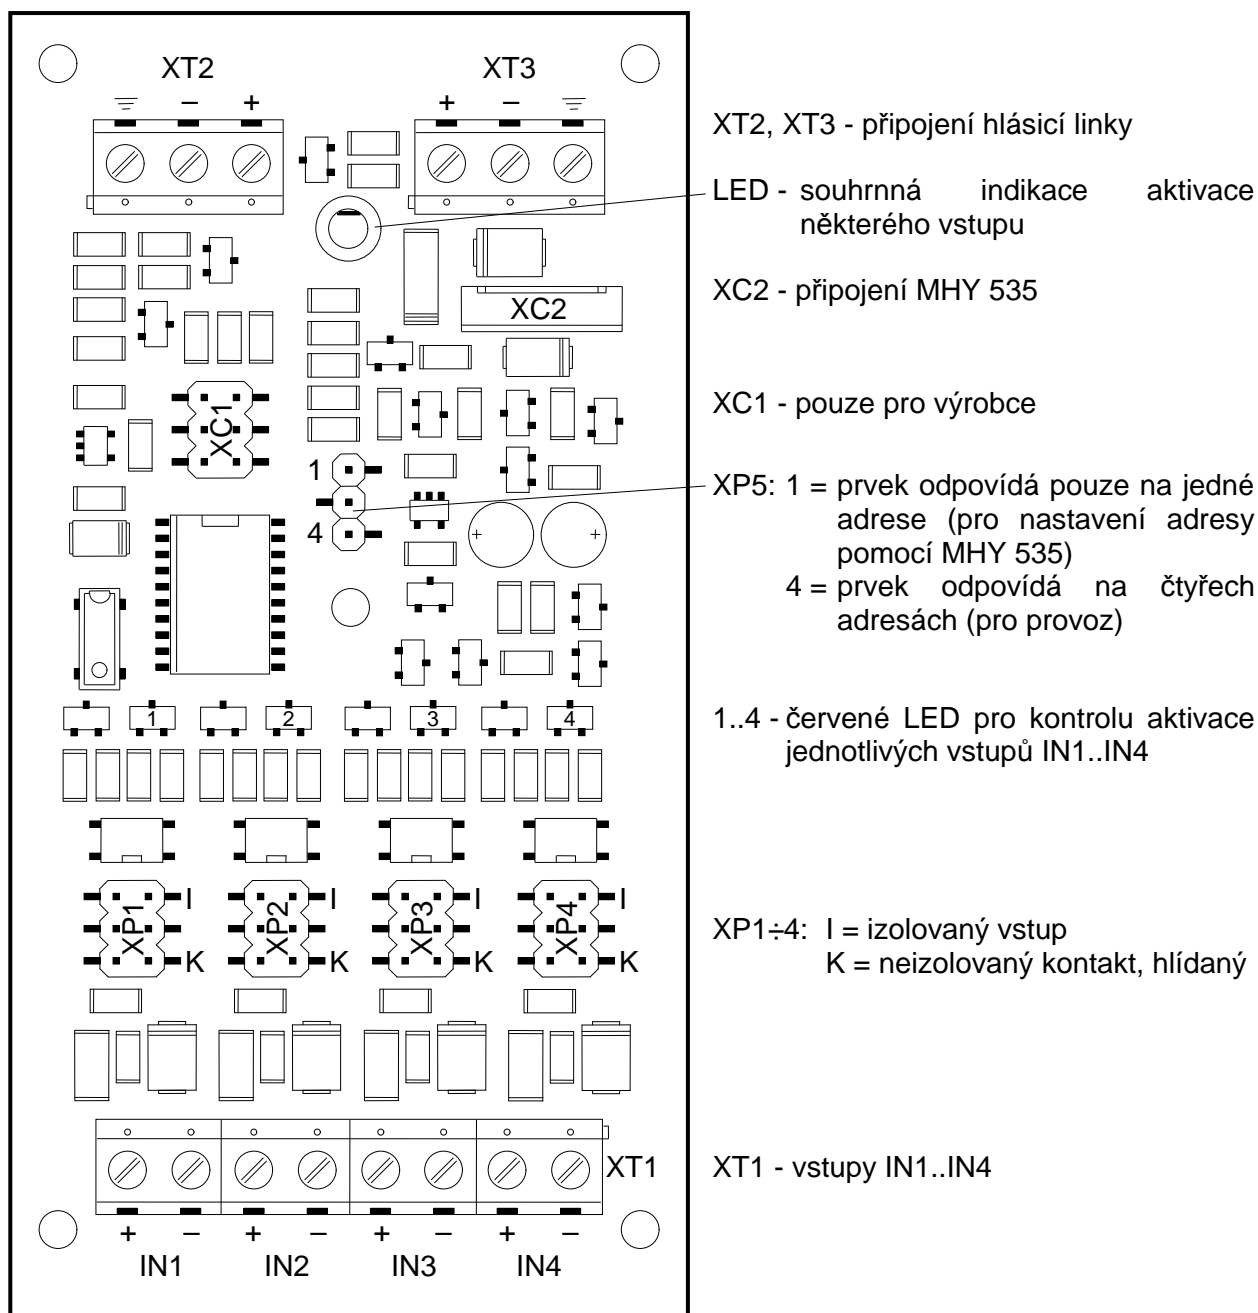 XT2 XT3
– + + –
XT2, XT3 - připojení hlásicí linky
LED - souhrnná indikace aktivace
některého vstupu
XC2
XC2 - připojení MHY 535
XC1
XC1 - pouze pro výrobce
1
4
+ +
XP5: 1 = prvek odpovídá pouze na jedné
adrese (pro nastavení adresy
pomocí MHY 535)
4 = prvek odpovídá na čtyřech
adresách (pro provoz)
1 2 3 4
1..4 - červené LED pro kontrolu aktivace
jednotlivých vstupů IN1..IN4
XP1 I K
XP2 I K
XP3 I K
XP4 I K
XP1÷4: I = izolovaný vstup
K = neizolovaný kontakt, hlídaný
XT1
XT1 - vstupy IN1..IN4
+ – + – + – + –
IN1 IN2 IN3 IN4